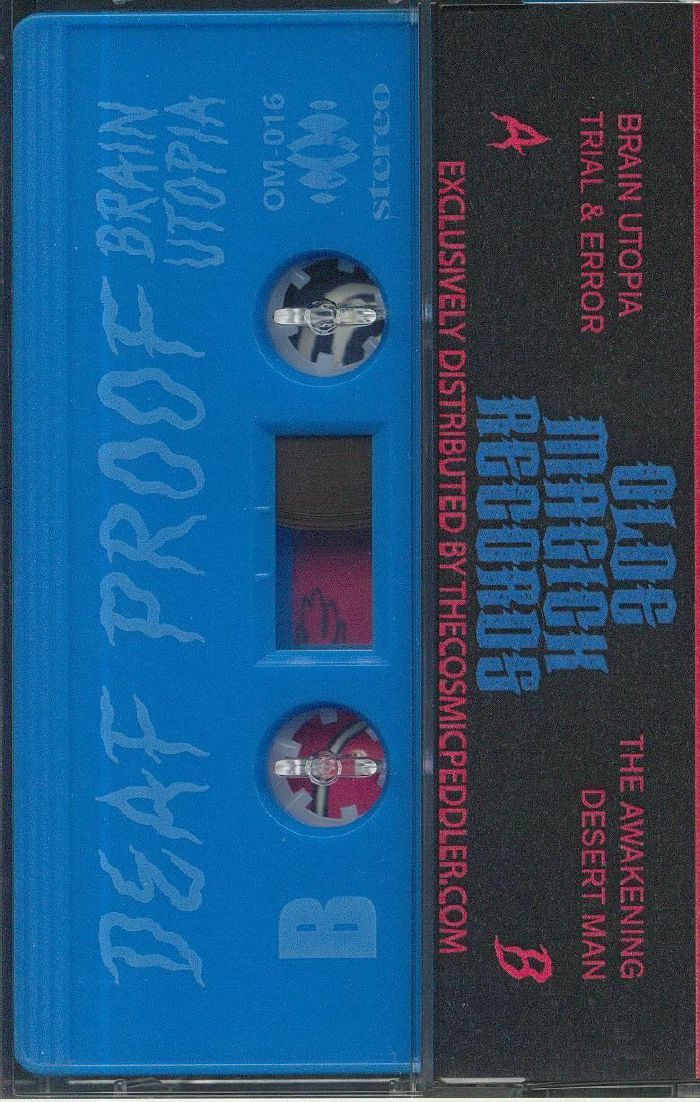 DEAF PROOF
BRAIN
UTOPIA
OM-016
stereo
B
BRAIN UTOPIA
TRIAL & ERROR
A
OLDE
MAGICK
RECORDS
THE AWAKENING
DESERT MAN
B
EXCLUSIVELY DISTRIBUTED BY THECOSMICPEDDLER.COM